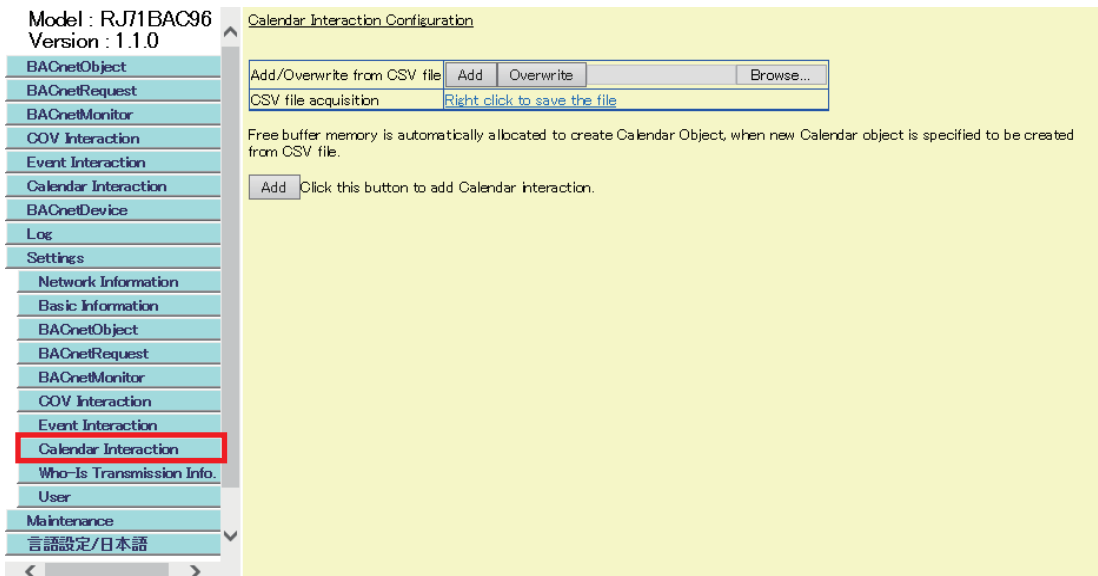 Model : RJ71BAC96
Version : 1.1.0
BACnetObject
BACnetRequest
BACnetMonitor
COV Interaction
Event Interaction
Calendar Interaction
BACnetDevice
Log
Settings
Network Information
Basic Information
BACnetObject
BACnetRequest
BACnetMonitor
COV Interaction
Event Interaction
Calendar Interaction
Who-Is Transmission Info.
User
Maintenance
言語設定/日本語
Calendar Interaction Configuration
Add/Overwrite from CSV file Add Overwrite Browse...
CSV file acquisition Right click to save the file
Free buffer memory is automatically allocated to create Calendar Object, when new Calendar object is specified to be created
from CSV file.
Add Click this button to add Calendar interaction.